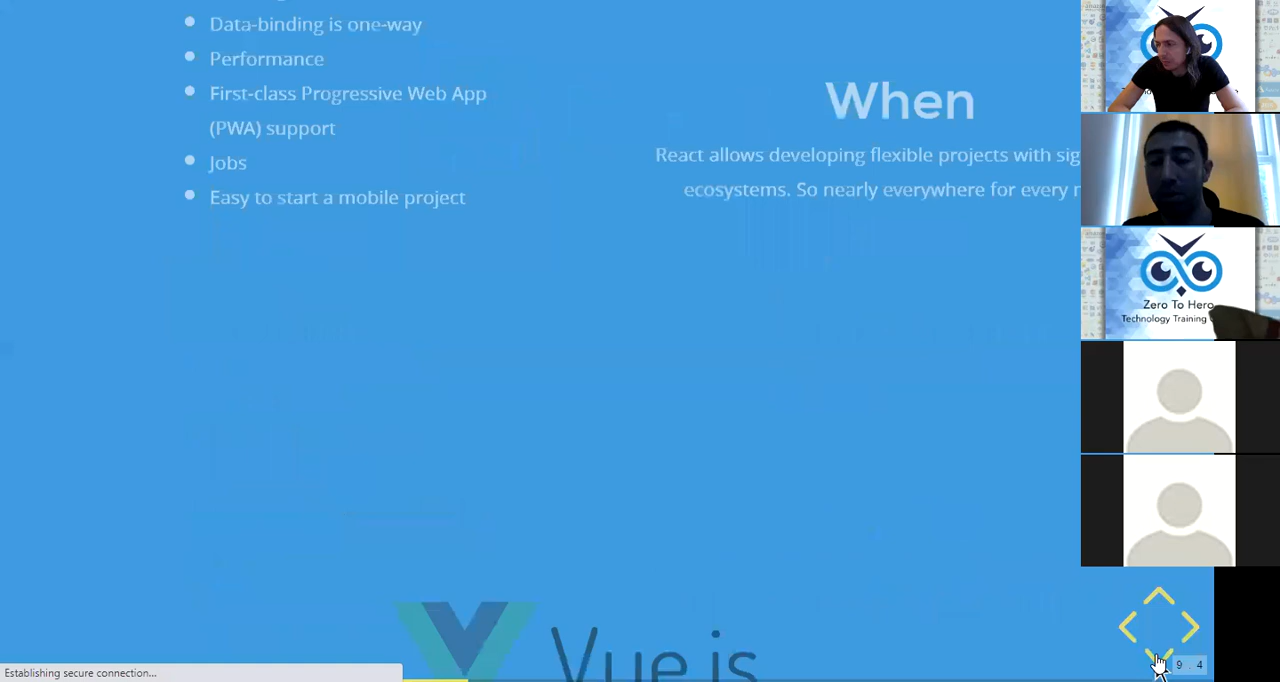 Data-binding is one-way
Performance
First-class Progressive Web App
(PWA) support
Jobs
Easy to start a mobile project
When
React allows developing flexible projects with sig
ecosystems. So nearly everywhere for every
Vue.js
Zero To Hero
Technology Training
Establishing secure connection...
9 . 4